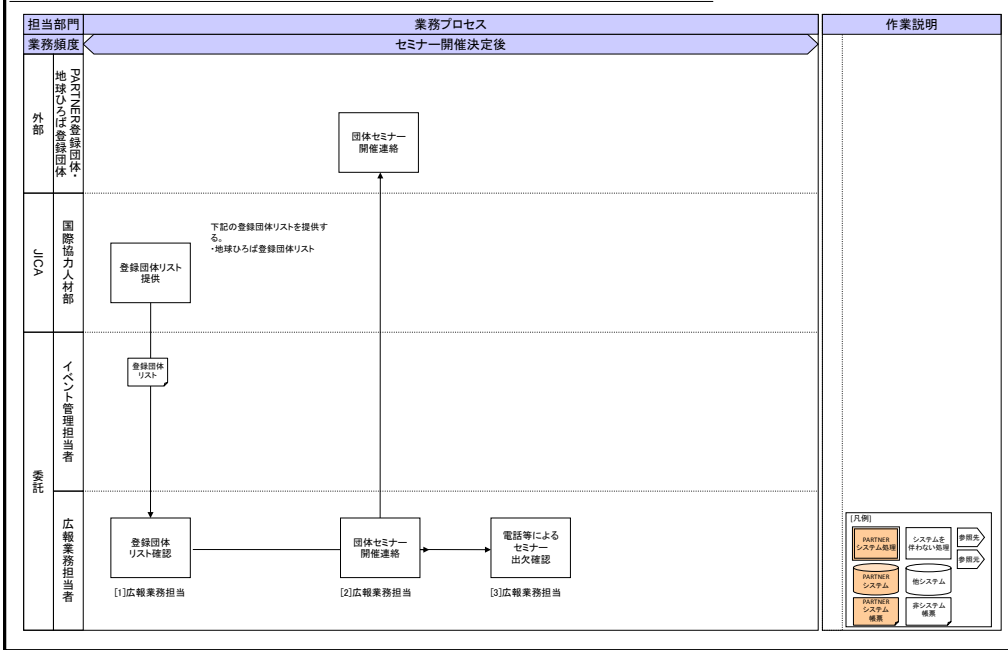 担当部門
業務プロセス
作業説明
業務頻度
セミナー開催決定後
外部
PARTNER登録団体・
地球ひろば登録団体
団体セミナー
開催連絡
JICA
国際協力人材部
下記の登録団体リストを提供す
る。
・地球ひろば登録団体リスト
登録団体リスト
提供
委託
イベント管理担当者
登録団体
リスト
広報業務担当者
登録団体
リスト確認
団体セミナー
開催連絡
電話等による
セミナー
出欠確認
[1]広報業務担当
[2]広報業務担当
[3]広報業務担当
[凡例]
PARTNER
システム処理
システムを
伴わない処理
参照先
参照元
PARTNER
システム
他システム
PARTNER
システム
帳票
非システム
帳票